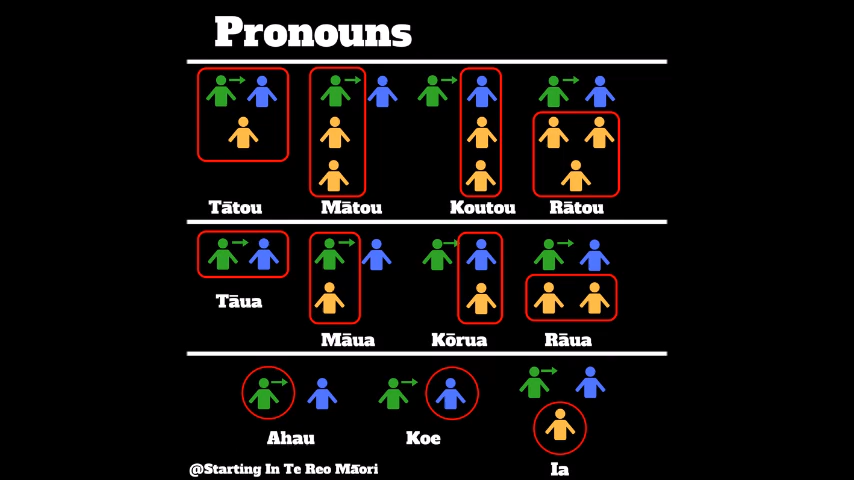 Pronouns
Tātou Mātou Koutou Rātou
Tāua
Māua Kōrua Rāua
Ahau Koe
Ia
@Starting In Te Reo Māori